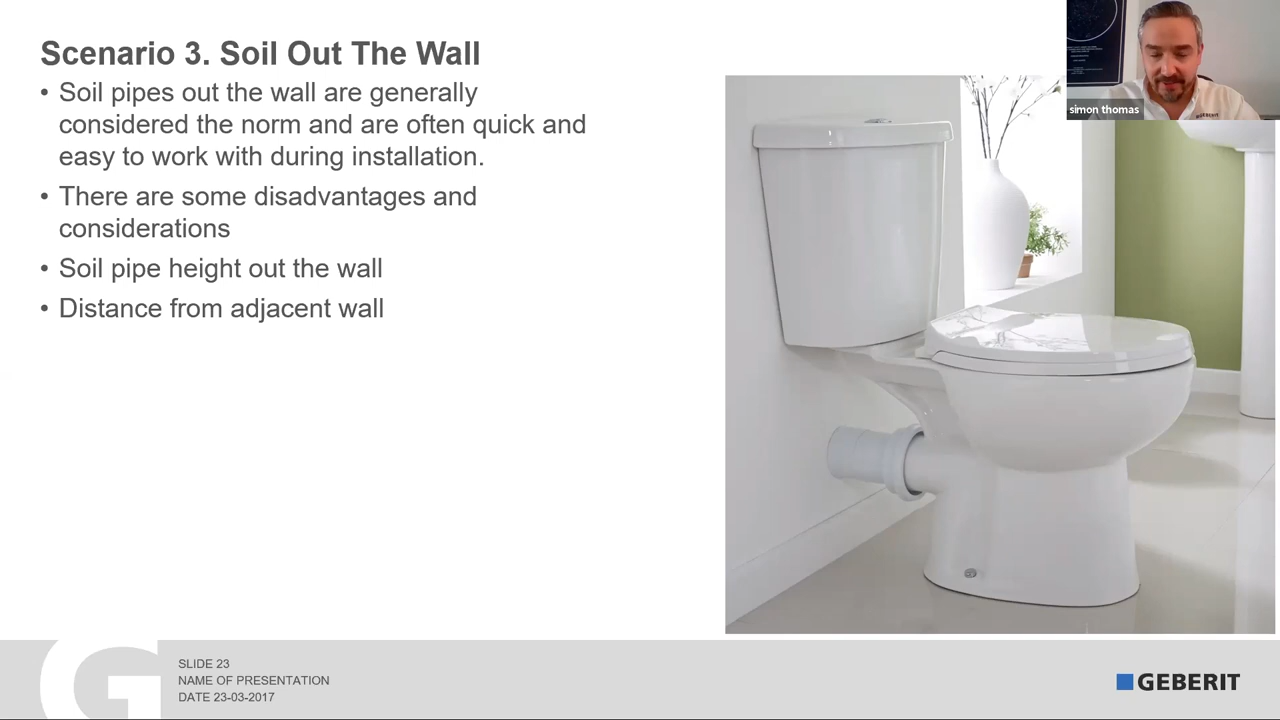 Scenario 3. Soil Out The Wall
• Soil pipes out the wall are generally
considered the norm and are often quick and
easy to work with during installation.
• There are some disadvantages and
considerations
• Soil pipe height out the wall
• Distance from adjacent wall
simon thomas
GEBERIT
SLIDE 23
NAME OF PRESENTATION
DATE 23-03-2017
G
GEBERIT